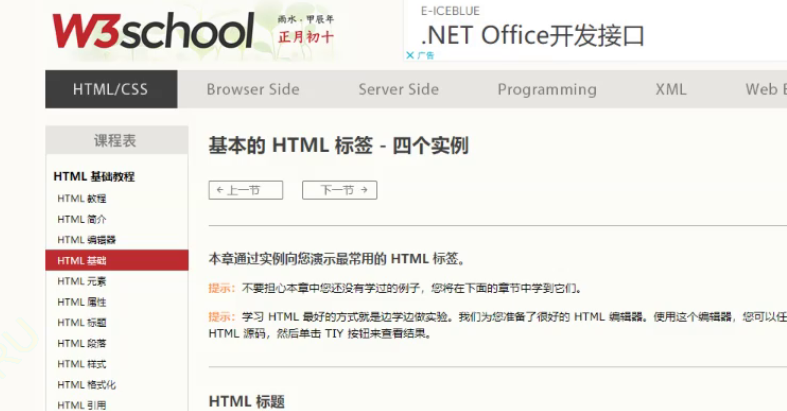 W3school
雨水·甲辰年
正月初十
E-ICEBLUE
.NET Office开发接口
× 广告
HTML/CSS
Browser Side
Server Side
Programming
XML
Web
课程表
HTML 基础教程
HTML 教程
HTML 简介
HTML 编辑器
HTML 基础
HTML 元素
HTML 属性
HTML 标题
HTML 段落
HTML 样式
HTML 格式化
HTML 引用
基本的 HTML 标签 - 四个实例
← 上一节
下一节 →
本章通过实例向您演示最常用的 HTML 标签。
提示：不要担心本章中您还没有学过的例子，您将在下面的章节中学到它们。
提示：学习 HTML 最好的方式就是边学边做实验。我们为您准备了很好的 HTML 编辑器。使用这个编辑器，您可以任
HTML 源码，然后单击 TIY 按钮来查看结果。
HTML 标题